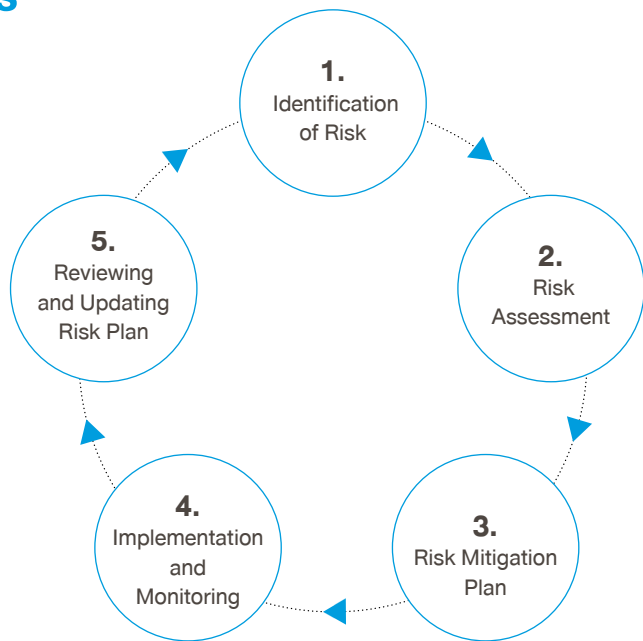 s
1.
Identification
of Risk
2.
Risk
Assessment
3.
Risk Mitigation
Plan
4.
Implementation
and
Monitoring
5.
Reviewing
and Updating
Risk Plan